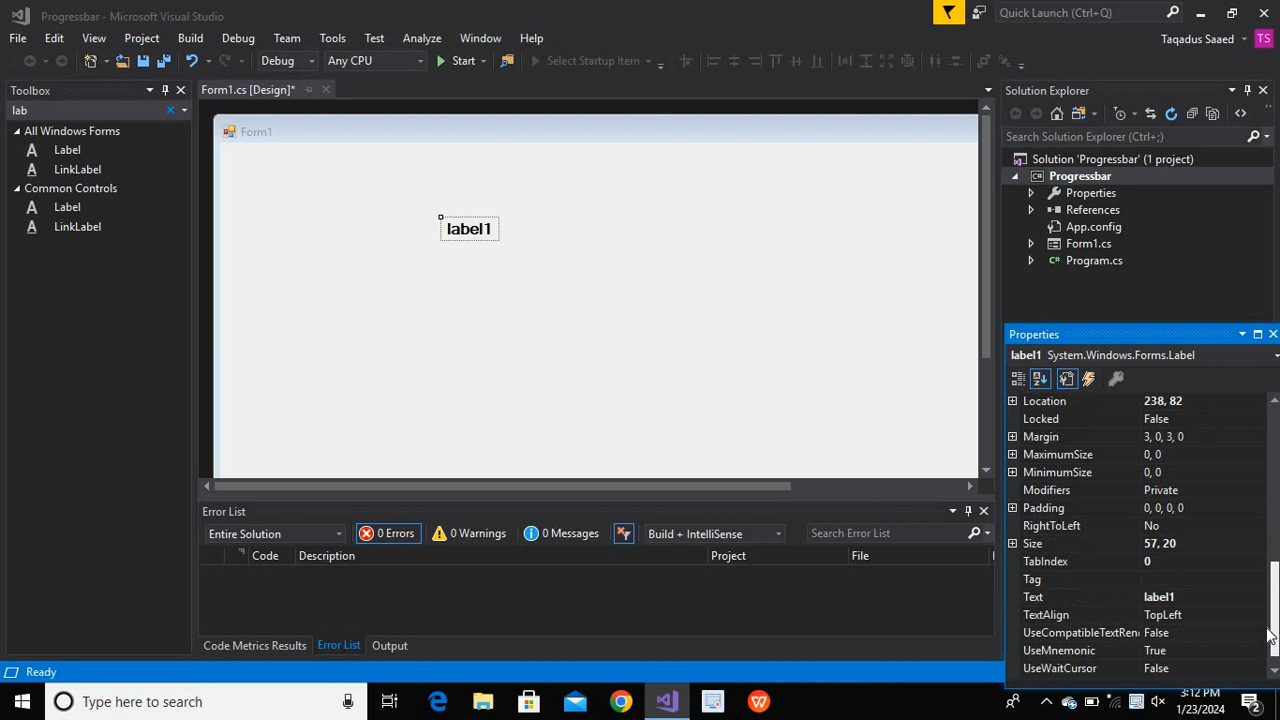 Progressbar - Microsoft Visual Studio
Quick Launch (Ctrl+Q)
File Edit View Project Build Debug Team Tools Test Analyze Window Help
Taqadus Saaed TS
Debug Any CPU Start Select Startup Item
Toolbox
Form1.cs [Design]*
Solution Explorer
lab
Search Solution Explorer (Ctrl+;)
All Windows Forms
A Label
A LinkLabel
Common Controls
A Label
A LinkLabel
Form1
label1
Solution 'Progressbar' (1 project)
C# Progressbar
Properties
References
App.config
Form1.cs
C# Program.cs
Properties
label1 System.Windows.Forms.Label
Location 238, 82
Locked False
Margin 3, 0, 3, 0
MaximumSize 0, 0
MinimumSize 0, 0
Modifiers Private
Padding 0, 0, 0, 0
RightToLeft No
Size 57, 20
TabIndex 0
Tag
Text label1
TextAlign TopLeft
UseCompatibleTextRend False
UseMnemonic True
UseWaitCursor False
Error List
Entire Solution 0 Errors 0 Warnings 0 Messages Build + IntelliSense Search Error List
Code Description Project File
Code Metrics Results Error List Output
Ready
Type here to search
3:12 PM
1/23/2024
2